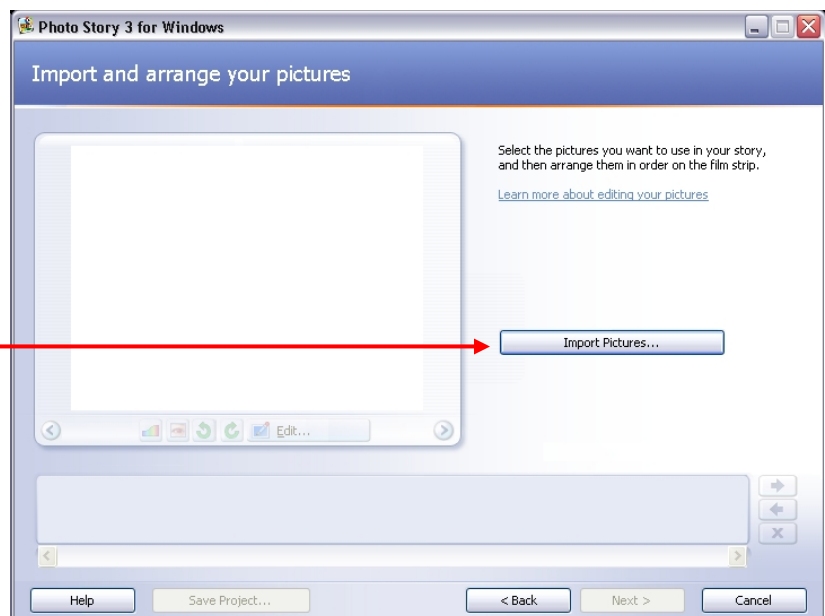 Photo Story 3 for Windows
Import and arrange your pictures
Select the pictures you want to use in your story,
and then arrange them in order on the film strip.
Learn more about editing your pictures
Import Pictures...
Edit...
Help
Save Project...
< Back
Next >
Cancel